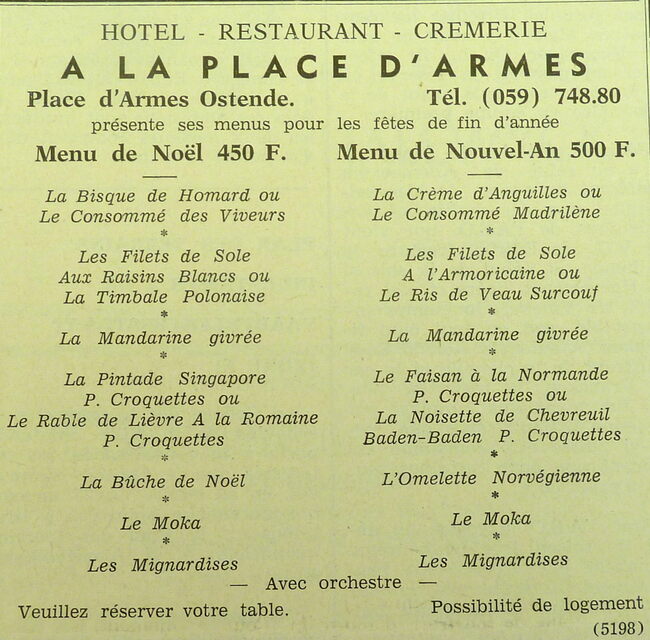 HOTEL - RESTAURANT - CREMERIE
A LA PLACE D'ARMES
Place d'Armes Ostende. Tél. (059) 748.80
présente ses menus pour les fêtes de fin d'année
Menu de Noël 450 F.
La Bisque de Homard ou
Le Consommé des Viveurs
*
Les Filets de Sole
Aux Raisins Blancs ou
La Timbale Polonaise
*
La Mandarine givrée
*
La Pintade Singapore
P. Croquettes ou
Le Rable de Lièvre A la Romaine
P. Croquettes
*
La Bûche de Noël
*
Le Moka
*
Les Mignardises
Menu de Nouvel-An 500 F.
La Crème d'Anguilles ou
Le Consommé Madrilène
*
Les Filets de Sole
A l'Armoricaine ou
Le Ris de Veau Surcouf
*
La Mandarine givrée
*
Le Faisan à la Normande
P. Croquettes ou
La Noisette de Chevreuil
Baden-Baden P. Croquettes
*
L'Omelette Norvégienne
*
Le Moka
*
Les Mignardises
— Avec orchestre —
Veuillez réserver votre table. Possibilité de logement
(5198)